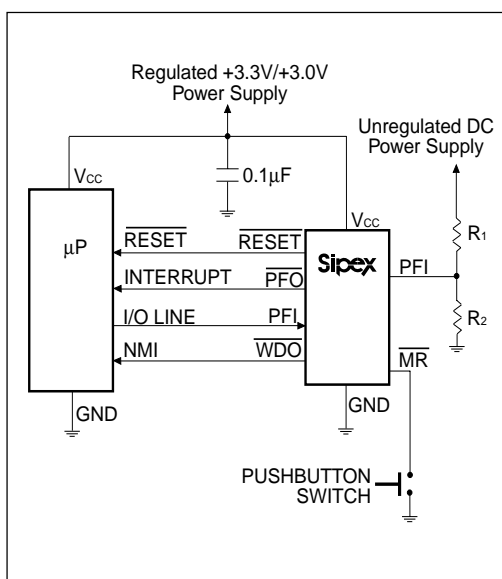 Regulated +3.3V/+3.0V
Power Supply
Unregulated DC
Power Supply
0.1μF
VCC
VCC
R1
μP
RESET
RESET
Sipex
PFI
INTERRUPT
PFO
I/O LINE
PFI
R2
NMI
WDO
MR
GND
GND
PUSHBUTTON
SWITCH